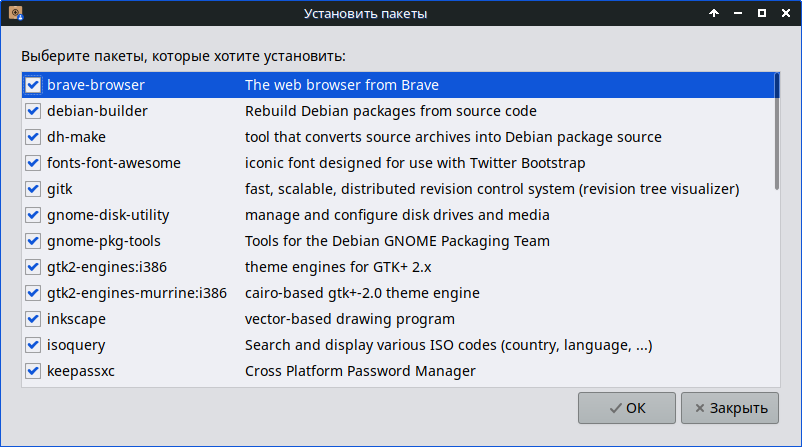 Установить пакеты
Выберите пакеты, которые хотите установить:
brave-browser The web browser from Brave
debian-builder Rebuild Debian packages from source code
dh-make tool that converts source archives into Debian package source
fonts-font-awesome iconic font designed for use with Twitter Bootstrap
gitk fast, scalable, distributed revision control system (revision tree visualizer)
gnome-disk-utility manage and configure disk drives and media
gnome-pkg-tools Tools for the Debian GNOME Packaging Team
gtk2-engines:i386 theme engines for GTK+ 2.x
gtk2-engines-murrine:i386 cairo-based gtk+-2.0 theme engine
inkscape vector-based drawing program
isoquery Search and display various ISO codes (country, language, ...)
keepassxc Cross Platform Password Manager
ОК Закрыть